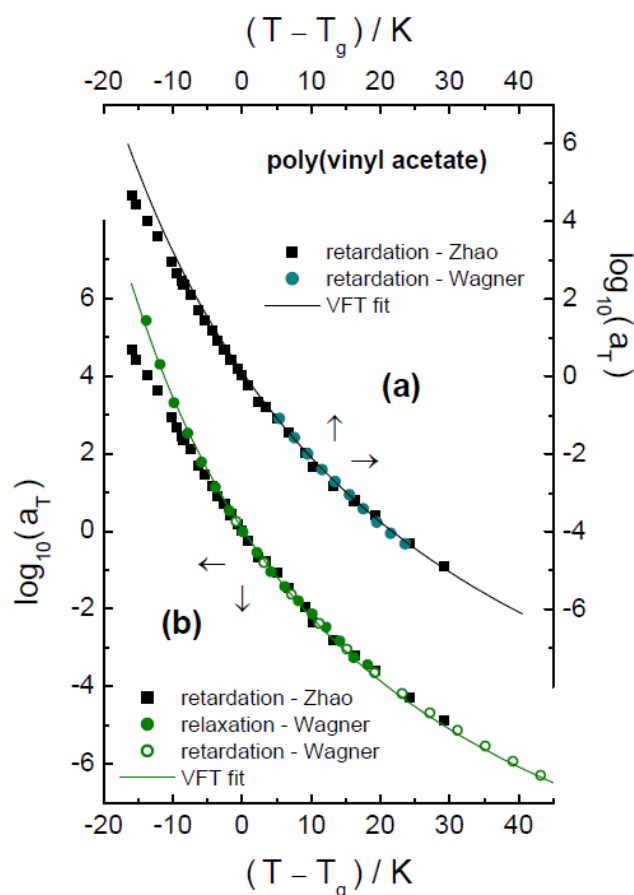 (T − T_g) / K
-20 -10 0 10 20 30 40
poly(vinyl acetate)
retardation - Zhao
retardation - Wagner
VFT fit
6
4
2
0
-2
-4
-6
log₁₀(a_T)
(a)
↑
→
6
4
2
0
-2
-4
-6
log₁₀(a_T)
←
↓
(b)
retardation - Zhao
relaxation - Wagner
retardation - Wagner
VFT fit
-20 -10 0 10 20 30 40
(T − T_g) / K